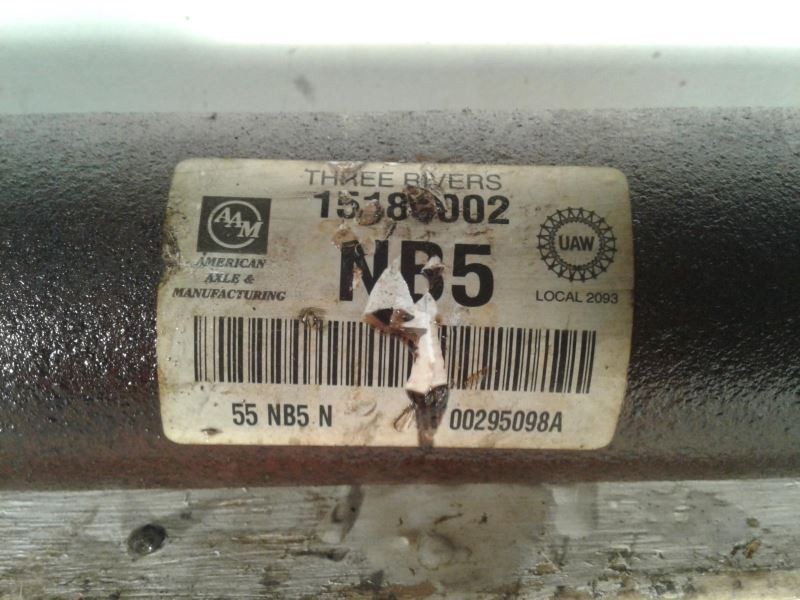 THREE RIVERS
AAM
NB5
UAW
AMERICAN
AXLE &
MANUFACTURING
LOCAL 2093
55 NB5 N
00295098A